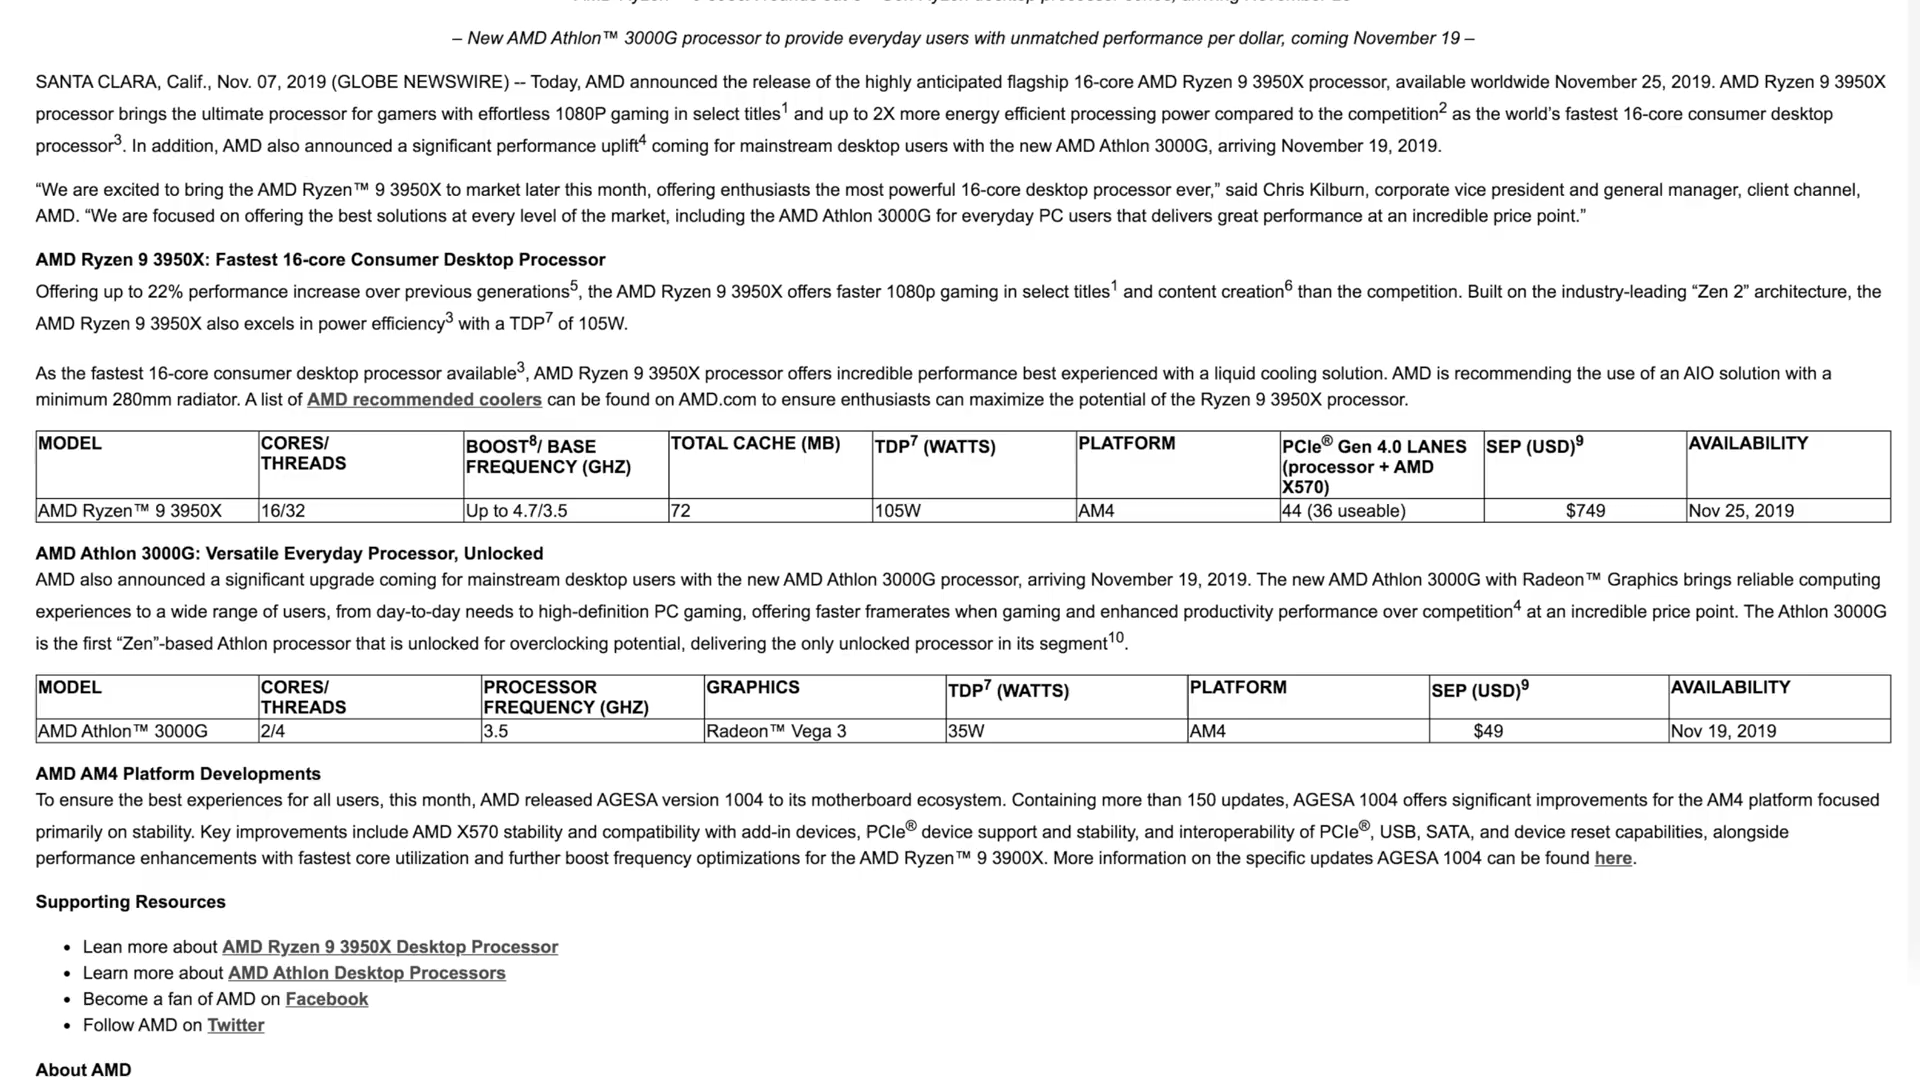 – New AMD Athlon™ 3000G processor to provide everyday users with unmatched performance per dollar, coming November 19 –
SANTA CLARA, Calif., Nov. 07, 2019 (GLOBE NEWSWIRE) -- Today, AMD announced the release of the highly anticipated flagship 16-core AMD Ryzen 9 3950X processor, available worldwide November 25, 2019. AMD Ryzen 9 3950X
processor brings the ultimate processor for gamers with effortless 1080P gaming in select titles1 and up to 2X more energy efficient processing power compared to the competition2 as the world's fastest 16-core consumer desktop
processor3. In addition, AMD also announced a significant performance uplift4 coming for mainstream desktop users with the new AMD Athlon 3000G, arriving November 19, 2019.
“We are excited to bring the AMD Ryzen™ 9 3950X to market later this month, offering enthusiasts the most powerful 16-core desktop processor ever,” said Chris Kilburn, corporate vice president and general manager, client channel,
AMD. “We are focused on offering the best solutions at every level of the market, including the AMD Athlon 3000G for everyday PC users that delivers great performance at an incredible price point.”
AMD Ryzen 9 3950X: Fastest 16-core Consumer Desktop Processor
Offering up to 22% performance increase over previous generations5, the AMD Ryzen 9 3950X offers faster 1080p gaming in select titles1 and content creation6 than the competition. Built on the industry-leading “Zen 2” architecture, the
AMD Ryzen 9 3950X also excels in power efficiency3 with a TDP7 of 105W.
As the fastest 16-core consumer desktop processor available3, AMD Ryzen 9 3950X processor offers incredible performance best experienced with a liquid cooling solution. AMD is recommending the use of an AIO solution with a
minimum 280mm radiator. A list of AMD recommended coolers can be found on AMD.com to ensure enthusiasts can maximize the potential of the Ryzen 9 3950X processor.
MODEL CORES/ THREADS BOOST8/ BASE FREQUENCY (GHZ) TOTAL CACHE (MB) TDP7 (WATTS) PLATFORM PCIe® Gen 4.0 LANES (processor + AMD X570) SEP (USD)9 AVAILABILITY
AMD Ryzen™ 9 3950X 16/32 Up to 4.7/3.5 72 105W AM4 44 (36 useable) $749 Nov 25, 2019
AMD Athlon 3000G: Versatile Everyday Processor, Unlocked
AMD also announced a significant upgrade coming for mainstream desktop users with the new AMD Athlon 3000G processor, arriving November 19, 2019. The new AMD Athlon 3000G with Radeon™ Graphics brings reliable computing
experiences to a wide range of users, from day-to-day needs to high-definition PC gaming, offering faster framerates when gaming and enhanced productivity performance over competition4 at an incredible price point. The Athlon 3000G
is the first “Zen”-based Athlon processor that is unlocked for overclocking potential, delivering the only unlocked processor in its segment10.
MODEL CORES/ THREADS PROCESSOR FREQUENCY (GHZ) GRAPHICS TDP7 (WATTS) PLATFORM SEP (USD)9 AVAILABILITY
AMD Athlon™ 3000G 2/4 3.5 Radeon™ Vega 3 35W AM4 $49 Nov 19, 2019
AMD AM4 Platform Developments
To ensure the best experiences for all users, this month, AMD released AGESA version 1004 to its motherboard ecosystem. Containing more than 150 updates, AGESA 1004 offers significant improvements for the AM4 platform focused
primarily on stability. Key improvements include AMD X570 stability and compatibility with add-in devices, PCIe® device support and stability, and interoperability of PCIe®, USB, SATA, and device reset capabilities, alongside
performance enhancements with fastest core utilization and further boost frequency optimizations for the AMD Ryzen™ 9 3900X. More information on the specific updates AGESA 1004 can be found here.
Supporting Resources
• Lean more about AMD Ryzen 9 3950X Desktop Processor
• Learn more about AMD Athlon Desktop Processors
• Become a fan of AMD on Facebook
• Follow AMD on Twitter
About AMD